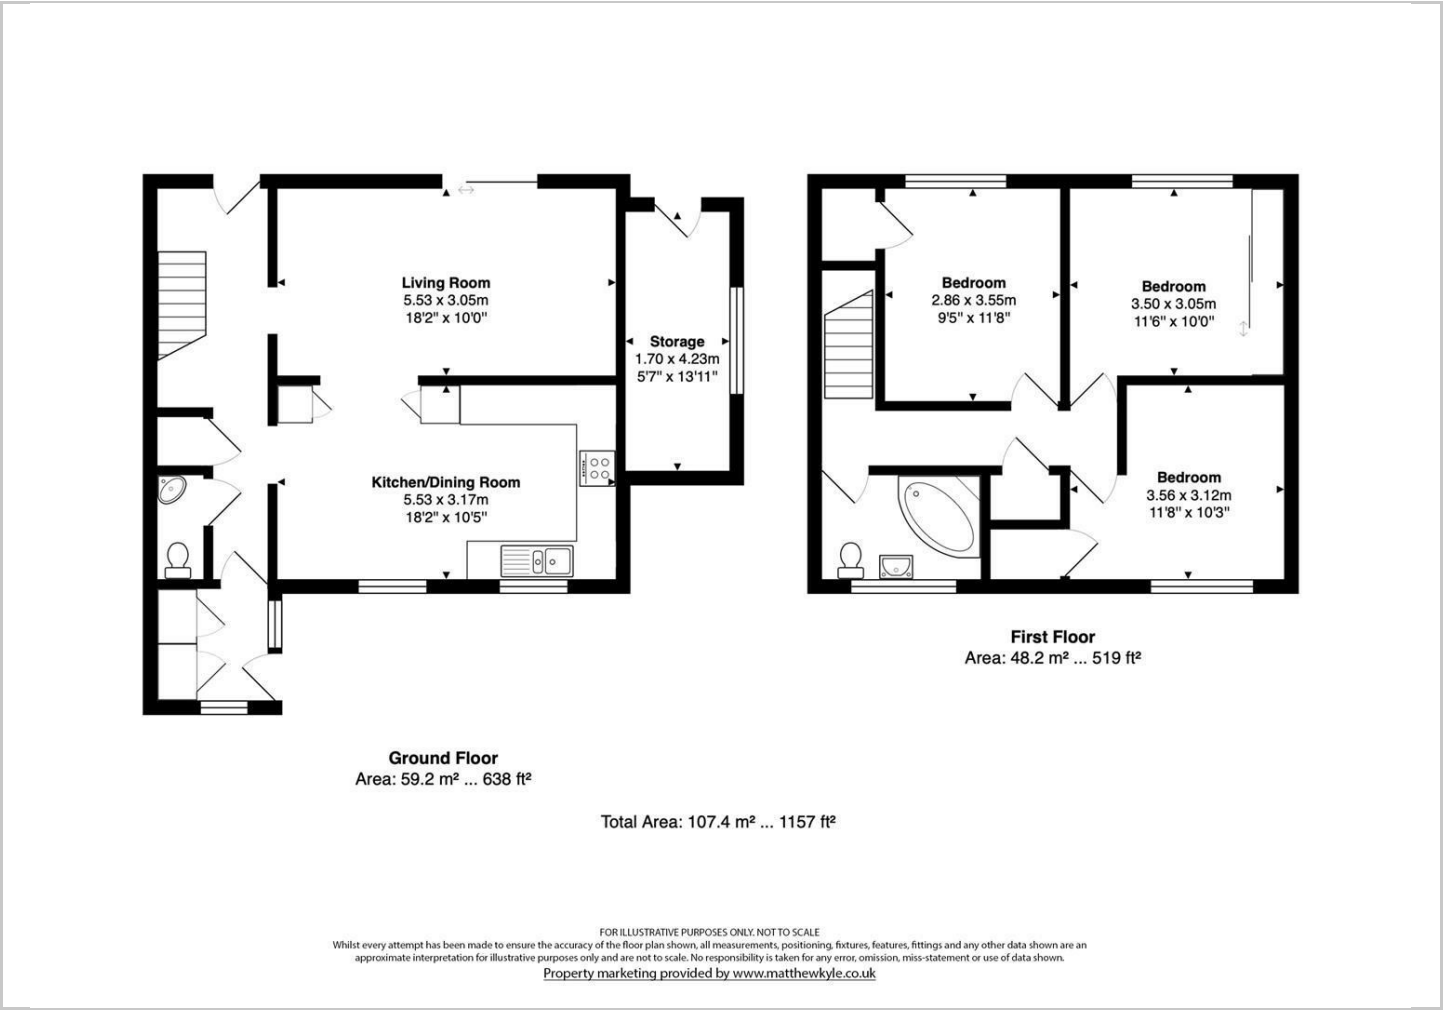 Living Room
5.53 x 3.05m
18'2" x 10'0"
Storage
1.70 x 4.23m
5'7" x 13'11"
Kitchen/Dining Room
5.53 x 3.17m
18'2" x 10'5"
Bedroom
2.86 x 3.55m
9'5" x 11'8"
Bedroom
3.50 x 3.05m
11'6" x 10'0"
Bedroom
3.56 x 3.12m
11'8" x 10'3"
First Floor
Area: 48.2 m² ... 519 ft²
Ground Floor
Area: 59.2 m² ... 638 ft²
Total Area: 107.4 m² ... 1157 ft²
FOR ILLUSTRATIVE PURPOSES ONLY. NOT TO SCALE
Whilst every attempt has been made to ensure the accuracy of the floor plan shown, all measurements, positioning, fixtures, features, fittings and any other data shown are an
approximate interpretation for illustrative purposes only and are not to scale. No responsibility is taken for any error, omission, miss-statement or use of data shown.
Property marketing provided by www.matthewkyle.co.uk